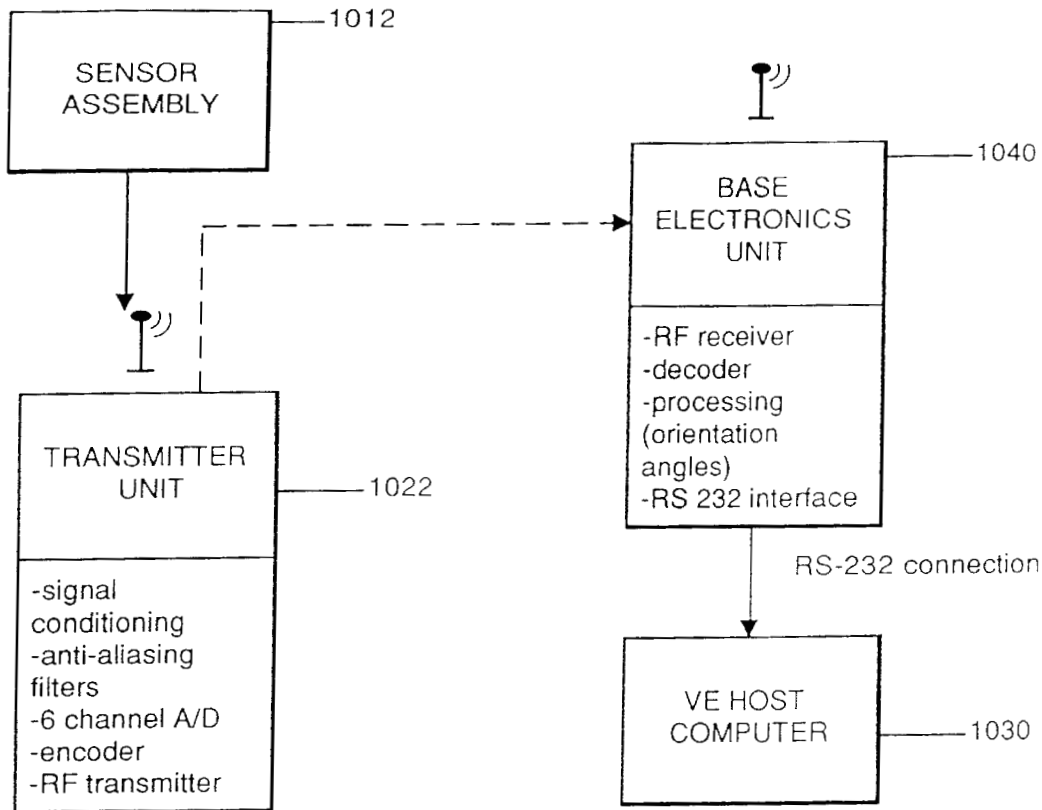 SENSOR
ASSEMBLY
1012
BASE
ELECTRONICS
UNIT
1040
-RF receiver
-decoder
-processing
(orientation
angles)
-RS 232 interface
TRANSMITTER
UNIT
1022
-signal
conditioning
-anti-aliasing
filters
-6 channel A/D
-encoder
-RF transmitter
RS-232 connection
VE HOST
COMPUTER
1030